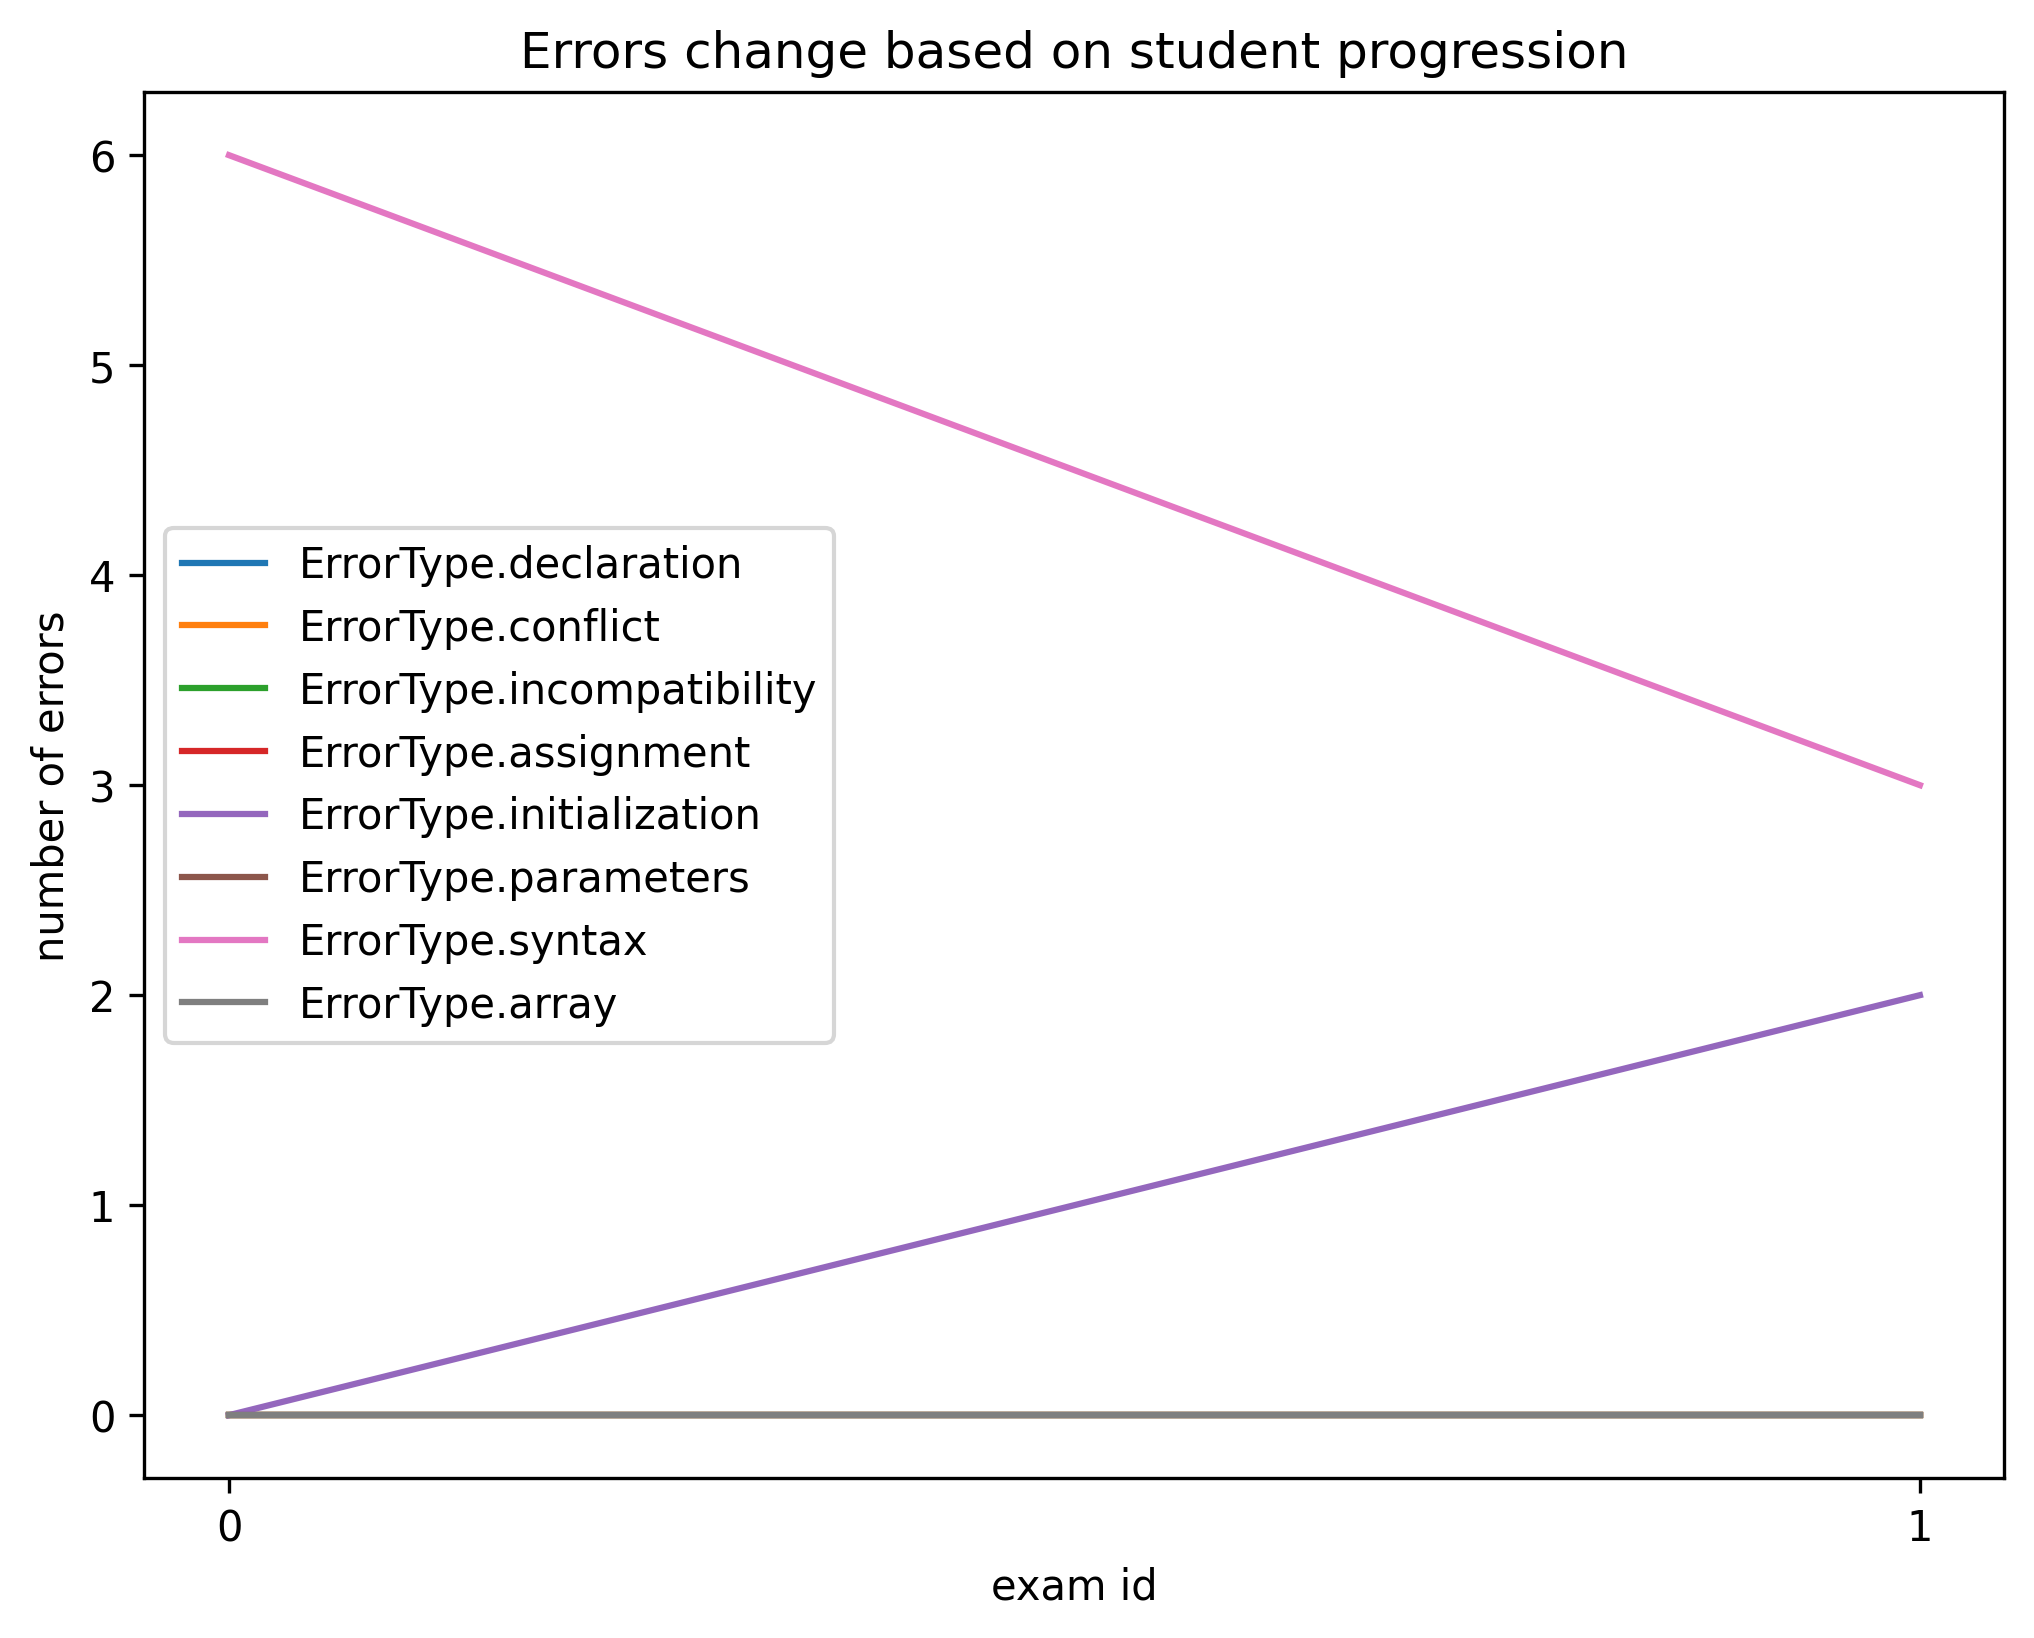 Errors change based on student progression
6
5
4
3
2
1
0
number of errors
ErrorType.declaration
ErrorType.conflict
ErrorType.incompatibility
ErrorType.assignment
ErrorType.initialization
ErrorType.parameters
ErrorType.syntax
ErrorType.array
0
1
exam id